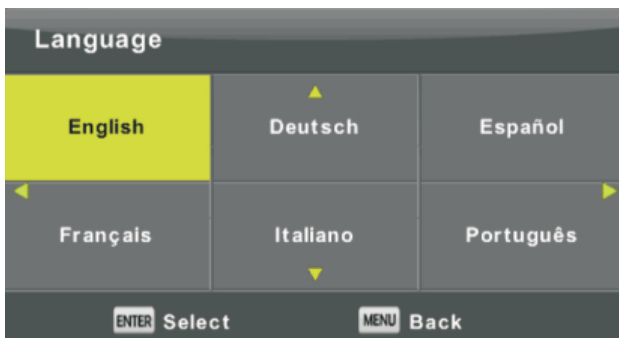 Language
English Deutsch Español
Français Italiano Português
ENTER Select MENU Back